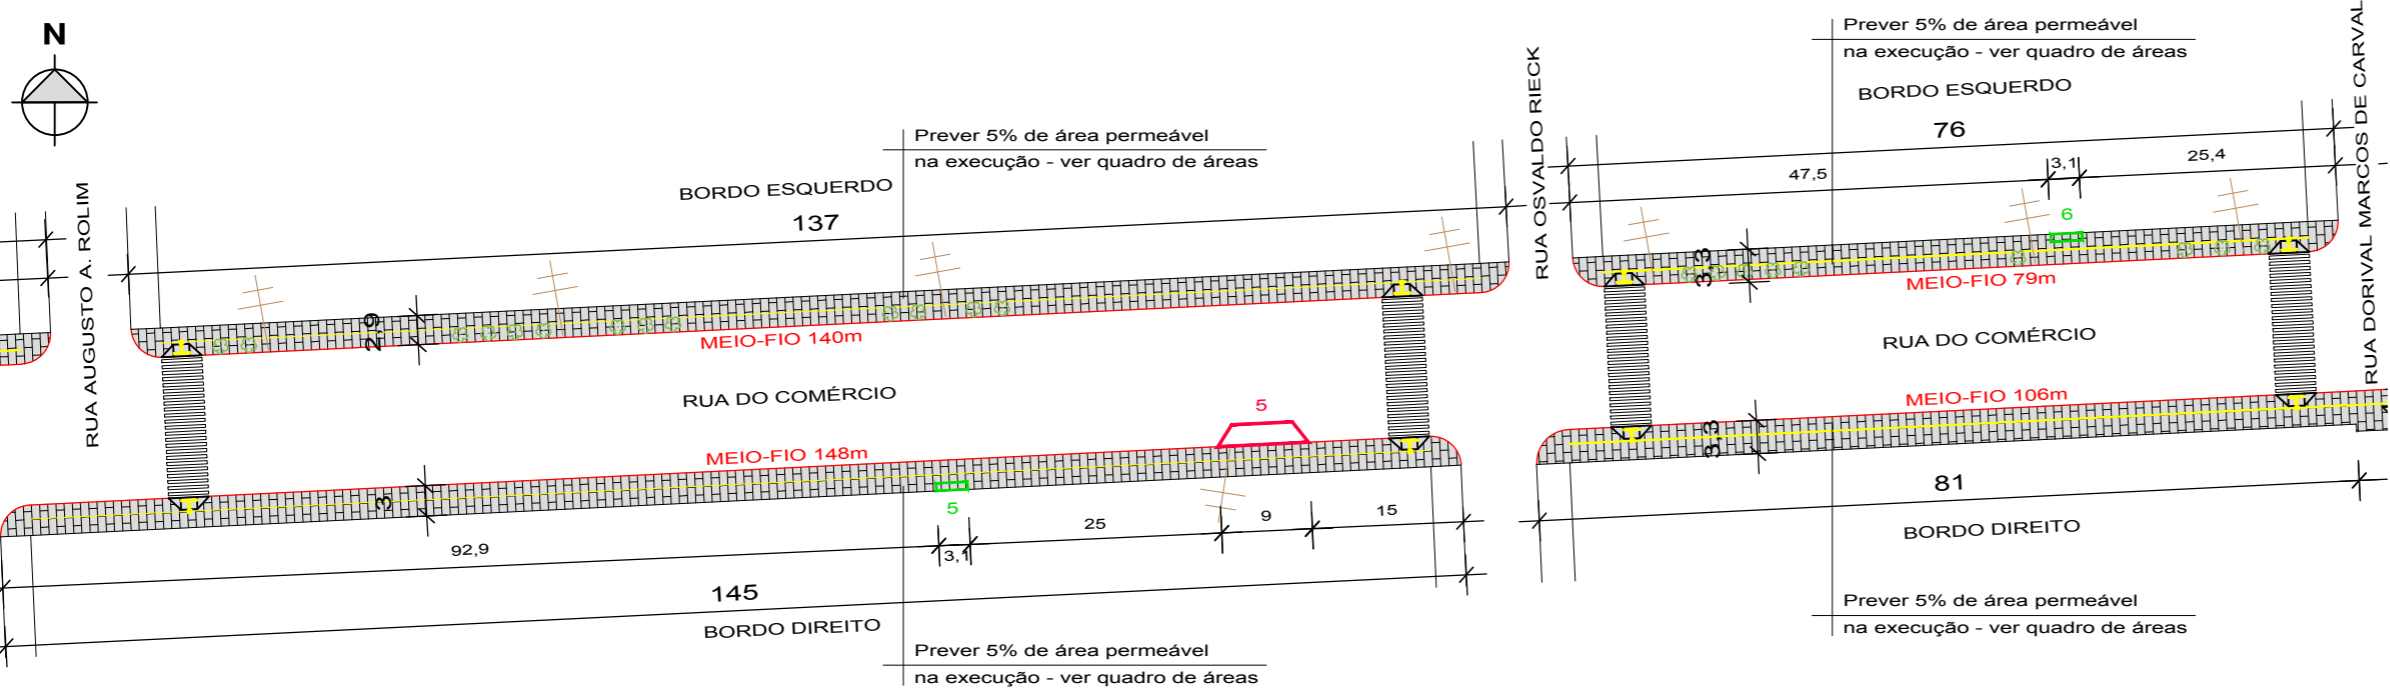 N
Prever 5% de área permeável
na execução - ver quadro de áreas
BORDO ESQUERDO
76
47,5
3,1
25,4
6
3,3
MEIO-FIO 79m
RUA DO COMÉRCIO
MEIO-FIO 106m
3,3
81
BORDO DIREITO
Prever 5% de área permeável
na execução - ver quadro de áreas
RUA DORIVAL MARCOS DE CARVAL
RUA OSVALDO RIECK
RUA AUGUSTO A. ROLIM
Prever 5% de área permeável
na execução - ver quadro de áreas
BORDO ESQUERDO
137
2,9
MEIO-FIO 140m
RUA DO COMÉRCIO
5
MEIO-FIO 148m
3
5
92,9
3,1
25
9
15
145
BORDO DIREITO
Prever 5% de área permeável
na execução - ver quadro de áreas